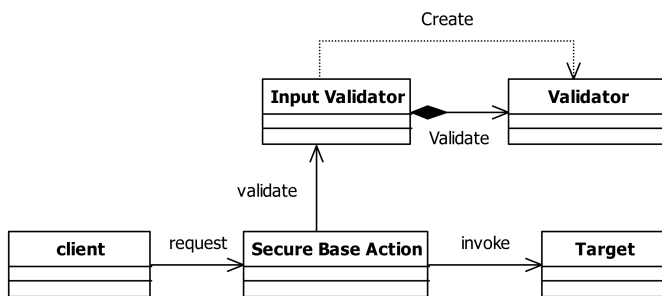 Create
Input Validator
Validator
Validate
validate
client
request
Secure Base Action
invoke
Target